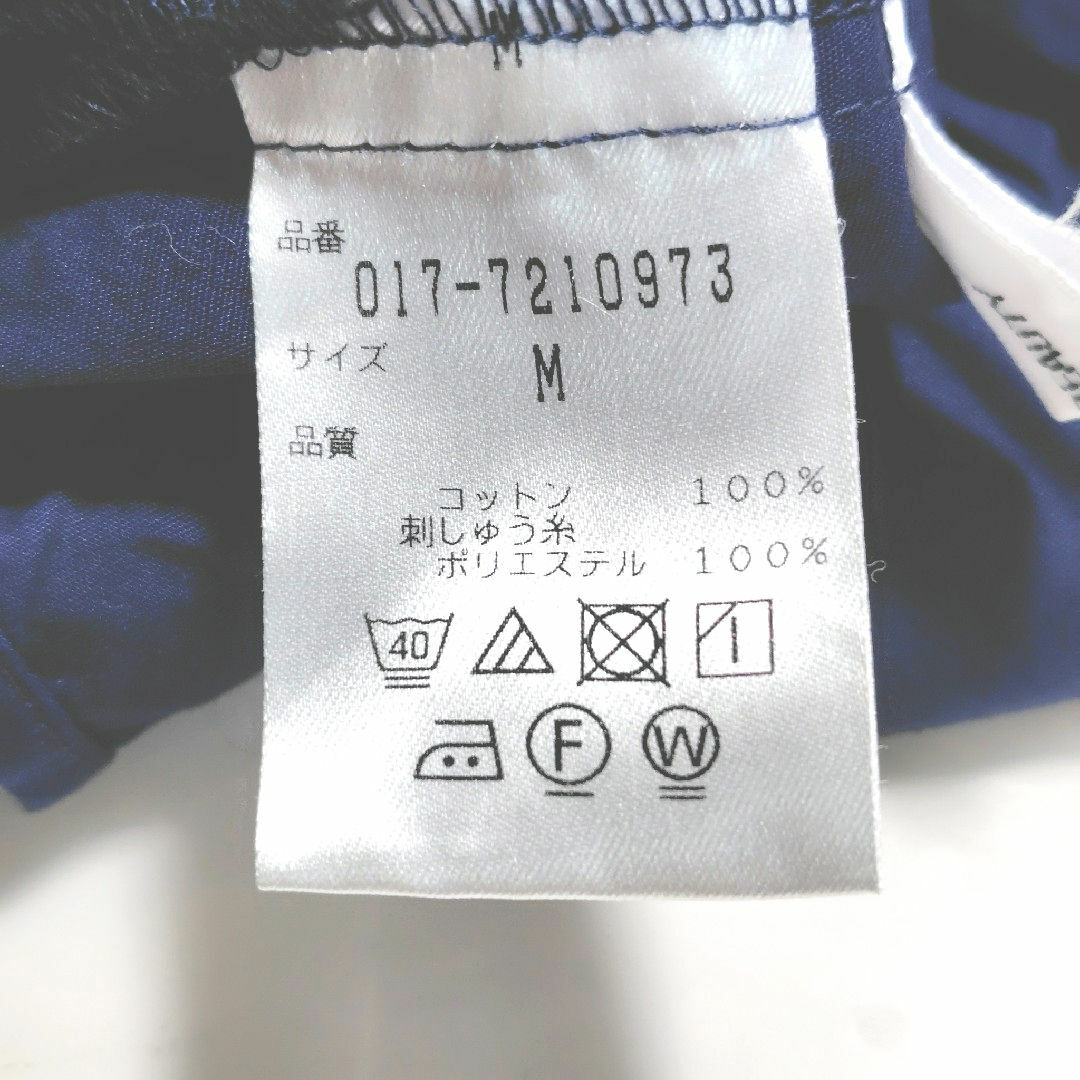 M
品番
017-7210973
サイズ
M
品質
コットン 100%
刺しゅう糸
ポリエステル 100%
40
F
W